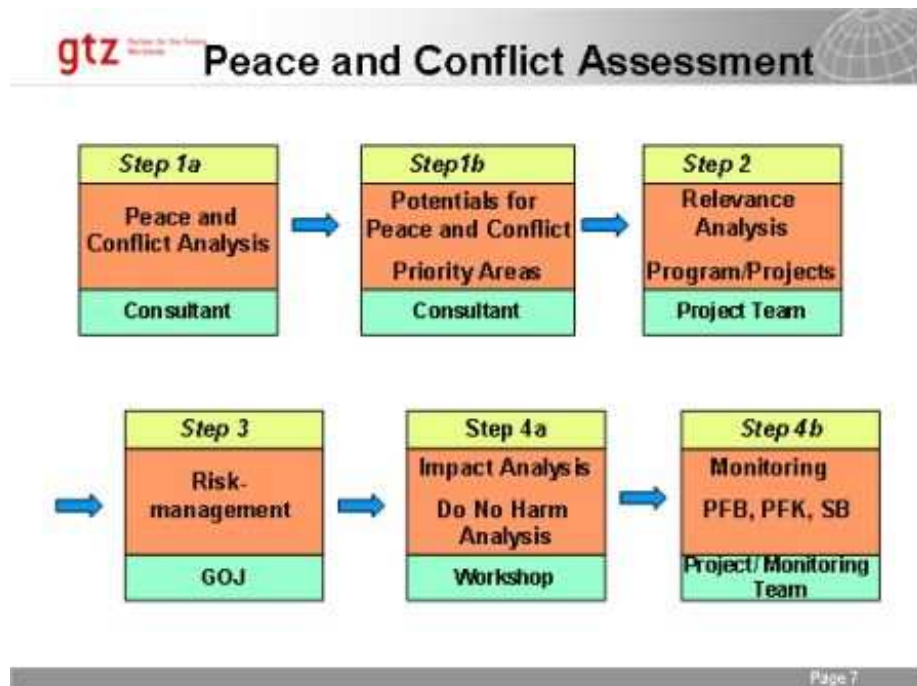 gtz
Peace and Conflict Assessment
Step 1a
Peace and
Conflict Analysis
Consultant
Step1b
Potentials for
Peace and Conflict
Priority Areas
Consultant
Step 2
Relevance
Analysis
Program/Projects
Project Team
Step 3
Risk-
management
GOJ
Step 4a
Impact Analysis
Do No Harm
Analysis
Workshop
Step 4b
Monitoring
PFB, PFK, SB
Project/Monitoring
Team
Page 7